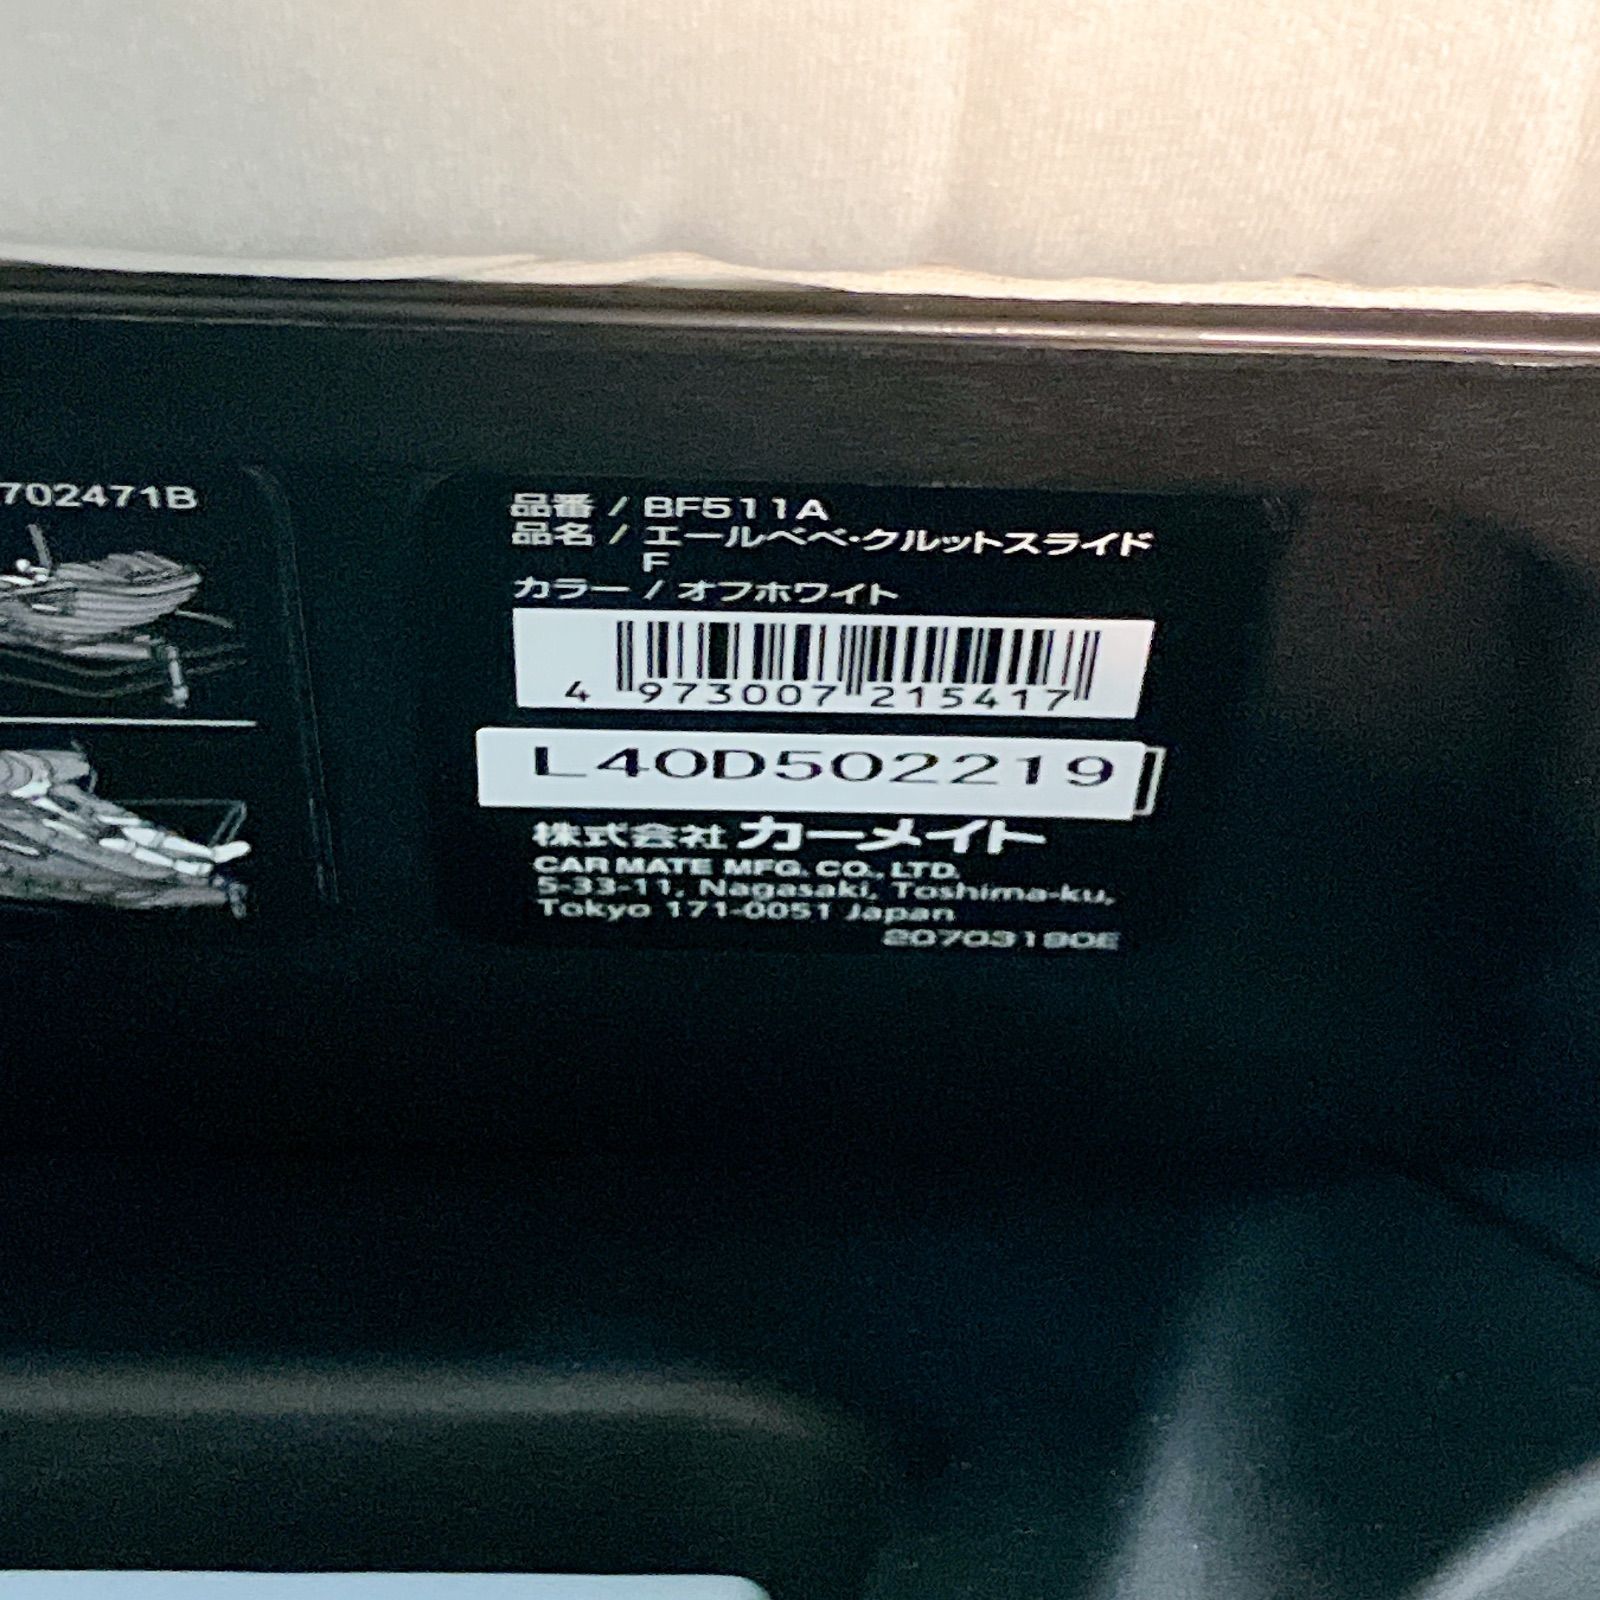 702471B
品番 / BF511A
品名 / エールベベ・クルットスライド
F
カラー / オフホワイト
4 973007 215417
L40D502219
株式会社 カーメイト
CAR MATE MFG. CO., LTD.
5-33-11, Nagasaki, Toshima-ku,
Tokyo 171-0051 Japan
20703190E